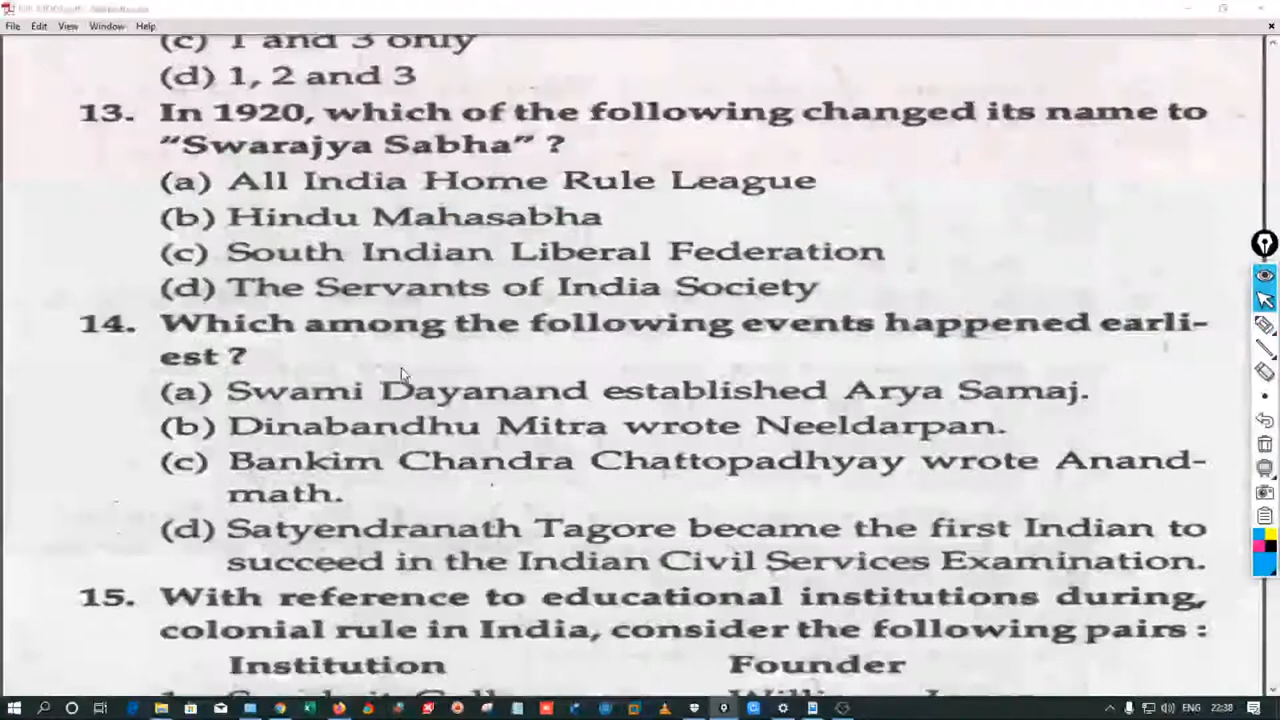 File Edit View Window Help
(c) 1 and 3 only
(d) 1, 2 and 3
13. In 1920, which of the following changed its name to
“Swarajya Sabha” ?
(a) All India Home Rule League
(b) Hindu Mahasabha
(c) South Indian Liberal Federation
(d) The Servants of India Society
14. Which among the following events happened earli-
est ?
(a) Swami Dayanand established Arya Samaj.
(b) Dinabandhu Mitra wrote Neeldarpan.
(c) Bankim Chandra Chattopadhyay wrote Anand-
math.
(d) Satyendranath Tagore became the first Indian to
succeed in the Indian Civil Services Examination.
15. With reference to educational institutions during,
colonial rule in India, consider the following pairs :
Institution Founder
ENG 22:38